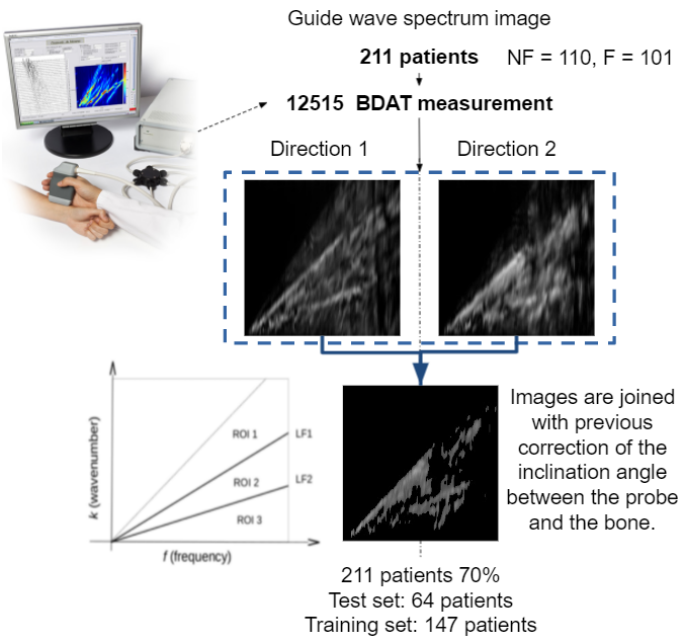 Guide wave spectrum image
211 patients NF = 110, F = 101
12515 BDAT measurement
Direction 1 Direction 2
Images are joined
with previous
correction of the
inclination angle
between the probe
and the bone.
k (wavenumber)
ROI 1
LF1
ROI 2
LF2
ROI 3
f (frequency)
211 patients 70%
Test set: 64 patients
Training set: 147 patients